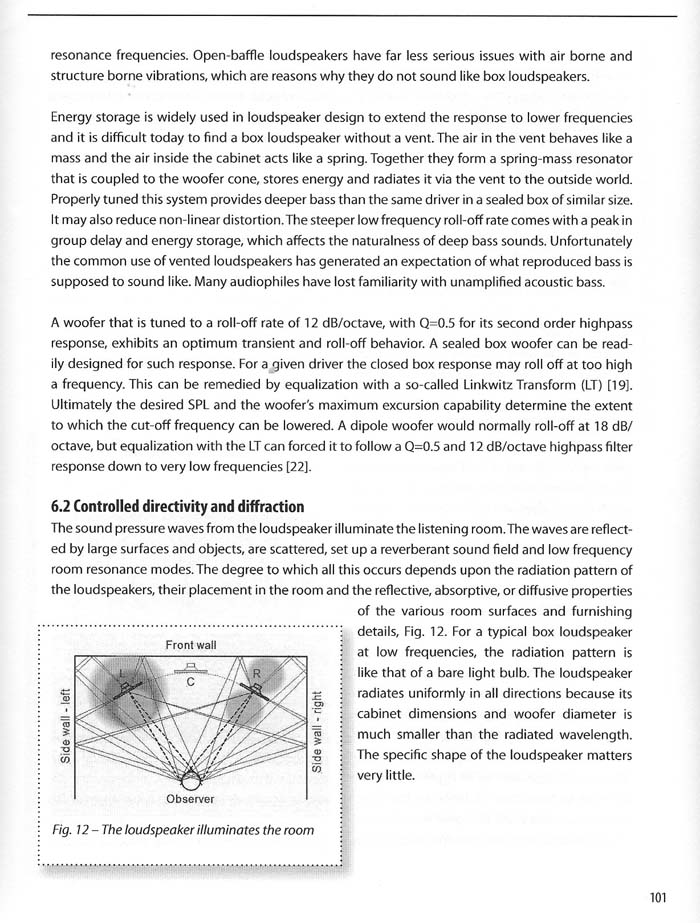 resonance frequencies. Open-baffle loudspeakers have far less serious issues with air borne and
structure borne vibrations, which are reasons why they do not sound like box loudspeakers.
Energy storage is widely used in loudspeaker design to extend the response to lower frequencies
and it is difficult today to find a box loudspeaker without a vent. The air in the vent behaves like a
mass and the air inside the cabinet acts like a spring. Together they form a spring-mass resonator
that is coupled to the woofer cone, stores energy and radiates it via the vent to the outside world.
Properly tuned this system provides deeper bass than the same driver in a sealed box of similar size.
It may also reduce non-linear distortion. The steeper low frequency roll-off rate comes with a peak in
group delay and energy storage, which affects the naturalness of deep bass sounds. Unfortunately
the common use of vented loudspeakers has generated an expectation of what reproduced bass is
supposed to sound like. Many audiophiles have lost familiarity with unamplified acoustic bass.
A woofer that is tuned to a roll-off rate of 12 dB/octave, with Q=0.5 for its second order highpass
response, exhibits an optimum transient and roll-off behavior. A sealed box woofer can be read-
ily designed for such response. For a given driver the closed box response may roll off at too high
a frequency. This can be remedied by equalization with a so-called Linkwitz Transform (LT) [19].
Ultimately the desired SPL and the woofer's maximum excursion capability determine the extent
to which the cut-off frequency can be lowered. A dipole woofer would normally roll-off at 18 dB/
octave, but equalization with the LT can forced it to follow a Q=0.5 and 12 dB/octave highpass filter
response down to very low frequencies [22].
6.2 Controlled directivity and diffraction
The sound pressure waves from the loudspeaker illuminate the listening room. The waves are reflect-
ed by large surfaces and objects, are scattered, set up a reverberant sound field and low frequency
room resonance modes. The degree to which all this occurs depends upon the radiation pattern of
the loudspeakers, their placement in the room and the reflective, absorptive, or diffusive properties
of the various room surfaces and furnishing
details, Fig. 12. For a typical box loudspeaker
at low frequencies, the radiation pattern is
like that of a bare light bulb. The loudspeaker
radiates uniformly in all directions because its
cabinet dimensions and woofer diameter is
much smaller than the radiated wavelength.
The specific shape of the loudspeaker matters
very little.
Front wall
L
C
R
Side wall - left
Side wall - right
Observer
Fig. 12 – The loudspeaker illuminates the room
101